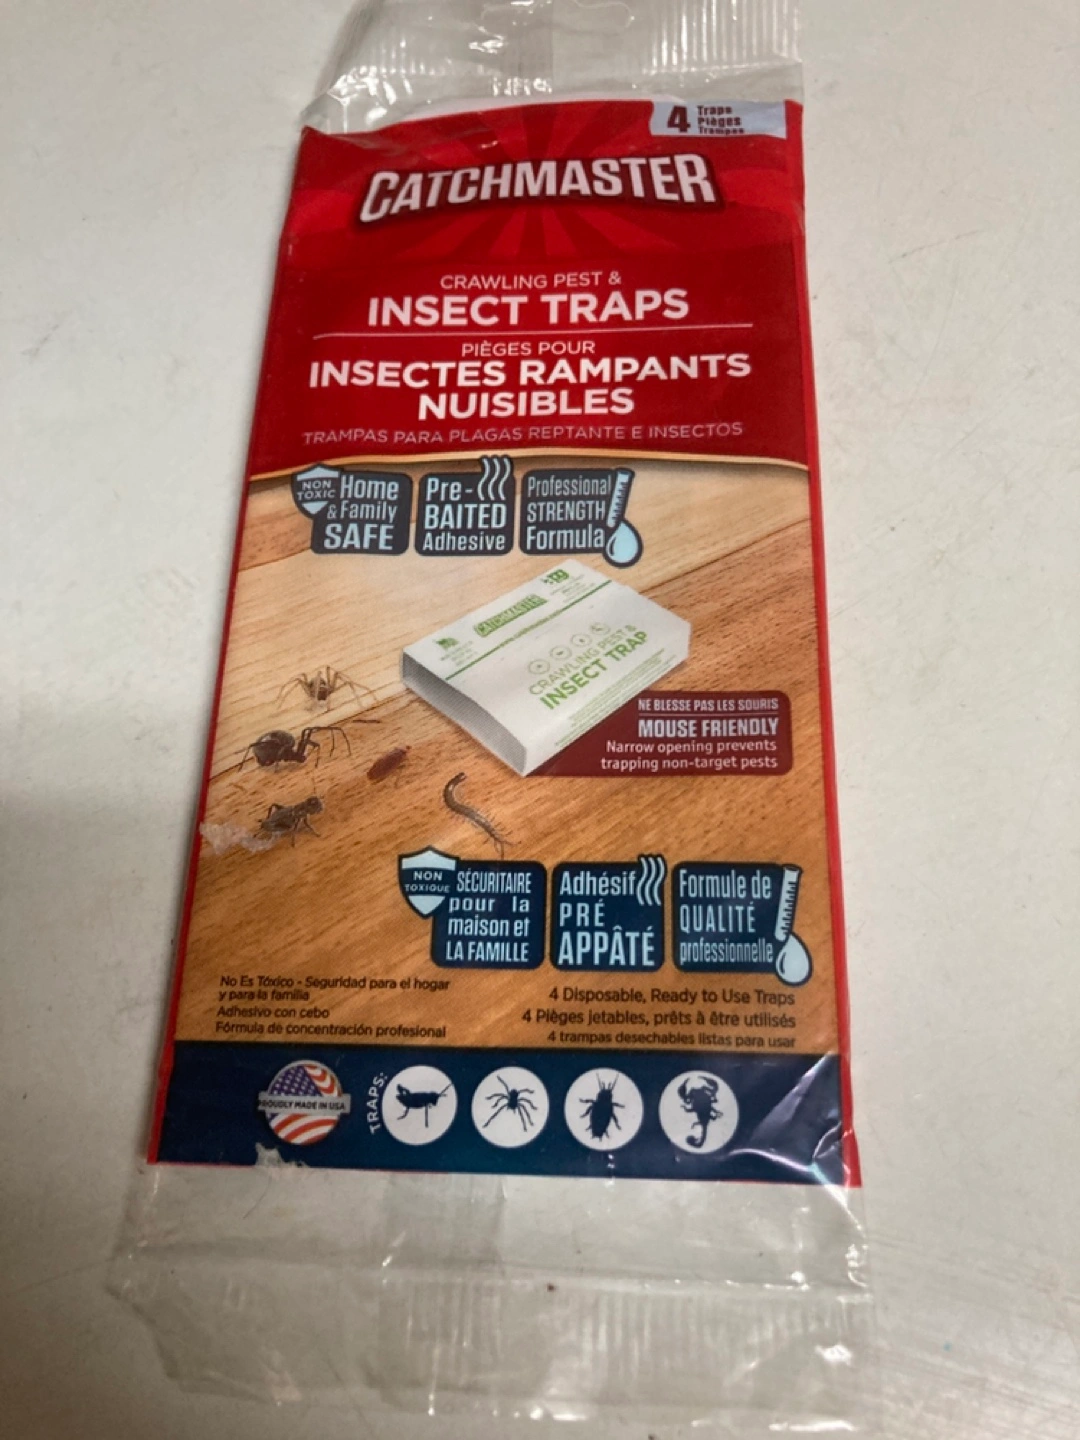 4 Traps
Pièges
Trampas
CATCHMASTER
CRAWLING PEST &
INSECT TRAPS
PIÈGES POUR
INSECTES RAMPANTS
NUISIBLES
TRAMPAS PARA PLAGAS REPTANTE E INSECTOS
NON
TOXIC
Home
& Family
SAFE
Pre-
BAITED
Adhesive
Professional
STRENGTH
Formula
CATCHMASTER
CRAWLING PEST &
INSECT TRAP
NE BLESSE PAS LES SOURIS
MOUSE FRIENDLY
Narrow opening prevents
trapping non-target pests
NON
TOXIQUE
SÉCURITAIRE
pour la
maison et
LA FAMILLE
Adhésif
PRÉ
APPÂTÉ
Formule de
QUALITÉ
professionnelle
No Es Tóxico - Seguridad para el hogar
y para la familia
Adhesivo con cebo
Fórmula de concentración profesional
4 Disposable, Ready to Use Traps
4 Pièges jetables, prêts à être utilisés
4 trampas desechables listas para usar
PROUDLY MADE IN USA
TRAPS: